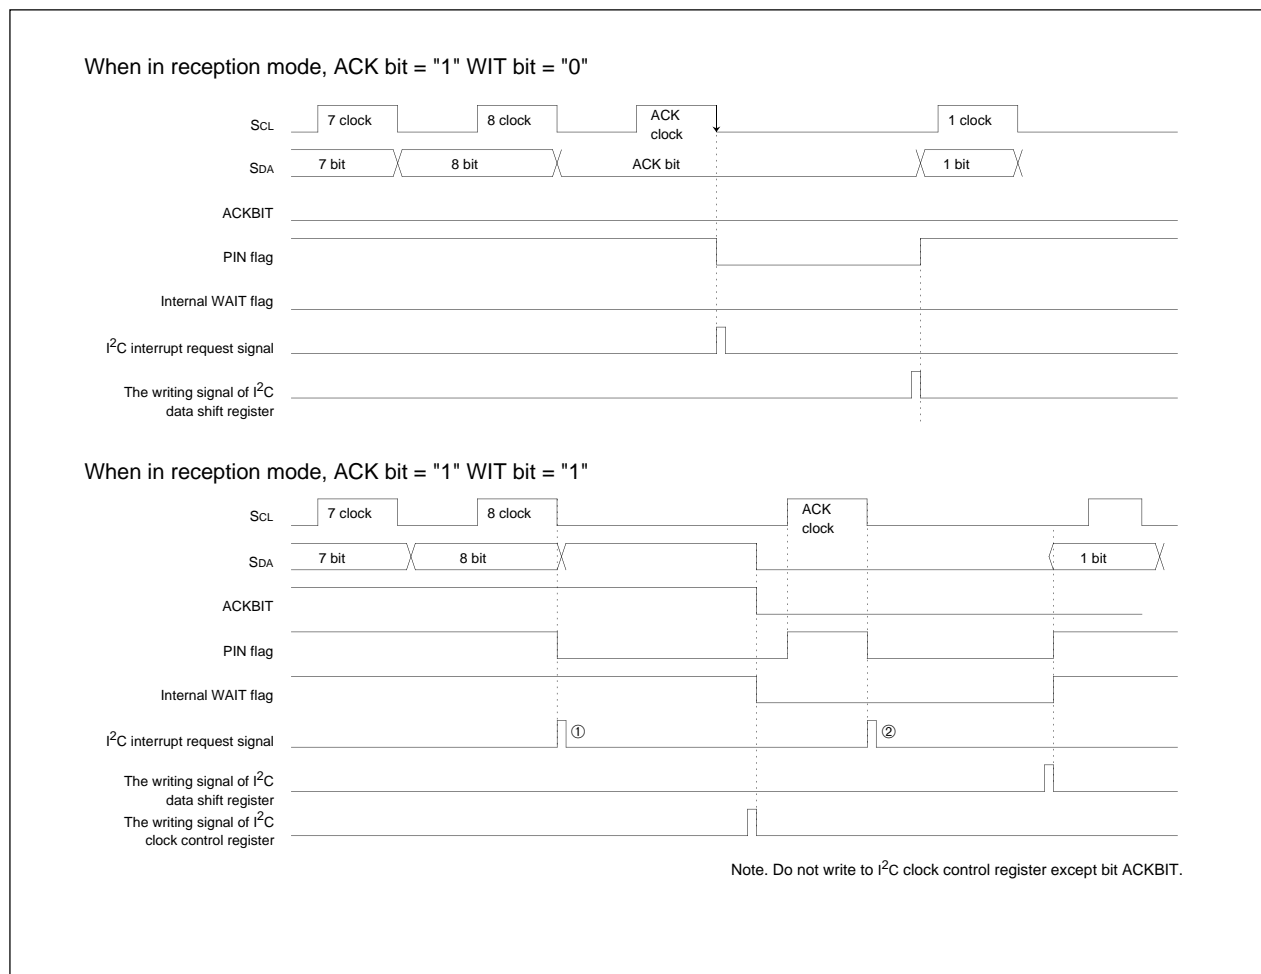 When in reception mode, ACK bit = "1" WIT bit = "0"
SCL
7 clock
8 clock
ACK
clock
1 clock
SDA
7 bit
8 bit
ACK bit
1 bit
ACKBIT
PIN flag
Internal WAIT flag
I2C interrupt request signal
The writing signal of I2C
data shift register
When in reception mode, ACK bit = "1" WIT bit = "1"
SCL
7 clock
8 clock
ACK
clock
SDA
7 bit
8 bit
1 bit
ACKBIT
PIN flag
Internal WAIT flag
I2C interrupt request signal
①
②
The writing signal of I2C
data shift register
The writing signal of I2C
clock control register
Note. Do not write to I2C clock control register except bit ACKBIT.